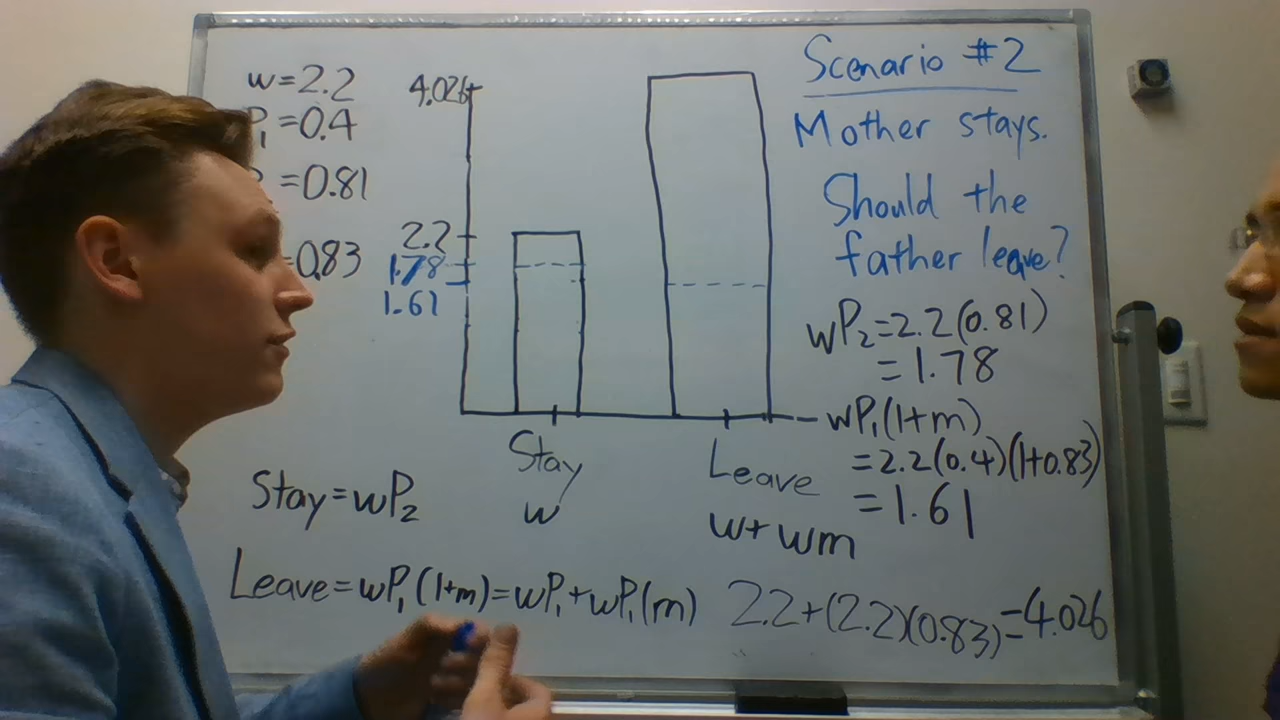 w=2.2
P₁=0.4
=0.81
=0.83
4.026
2.2
1.78
1.61
Stay
w
Leave
w+wm
Scenario #2
Mother stays.
Should the
father leave?
wP₂=2.2(0.81)
=1.78
wP₁(1+m)
=2.2(0.4)(1+0.83)
=1.61
Stay=wP₂
Leave=wP₁(1+m)=wP₁+wP₁(m)
2.2+(2.2)(0.83)=4.026